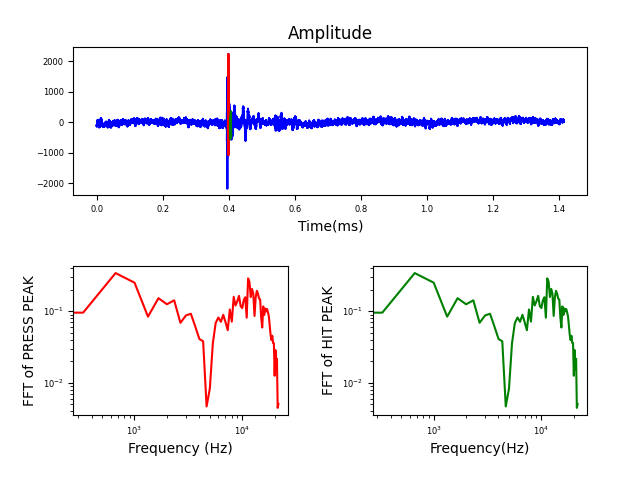 Amplitude
2000
1000
0
−1000
−2000
0.0 0.2 0.4 0.6 0.8 1.0 1.2 1.4
Time(ms)
FFT of PRESS PEAK
10⁻¹
10⁻²
10³ 10⁴
Frequency (Hz)
FFT of HIT PEAK
10⁻¹
10⁻²
10³ 10⁴
Frequency(Hz)